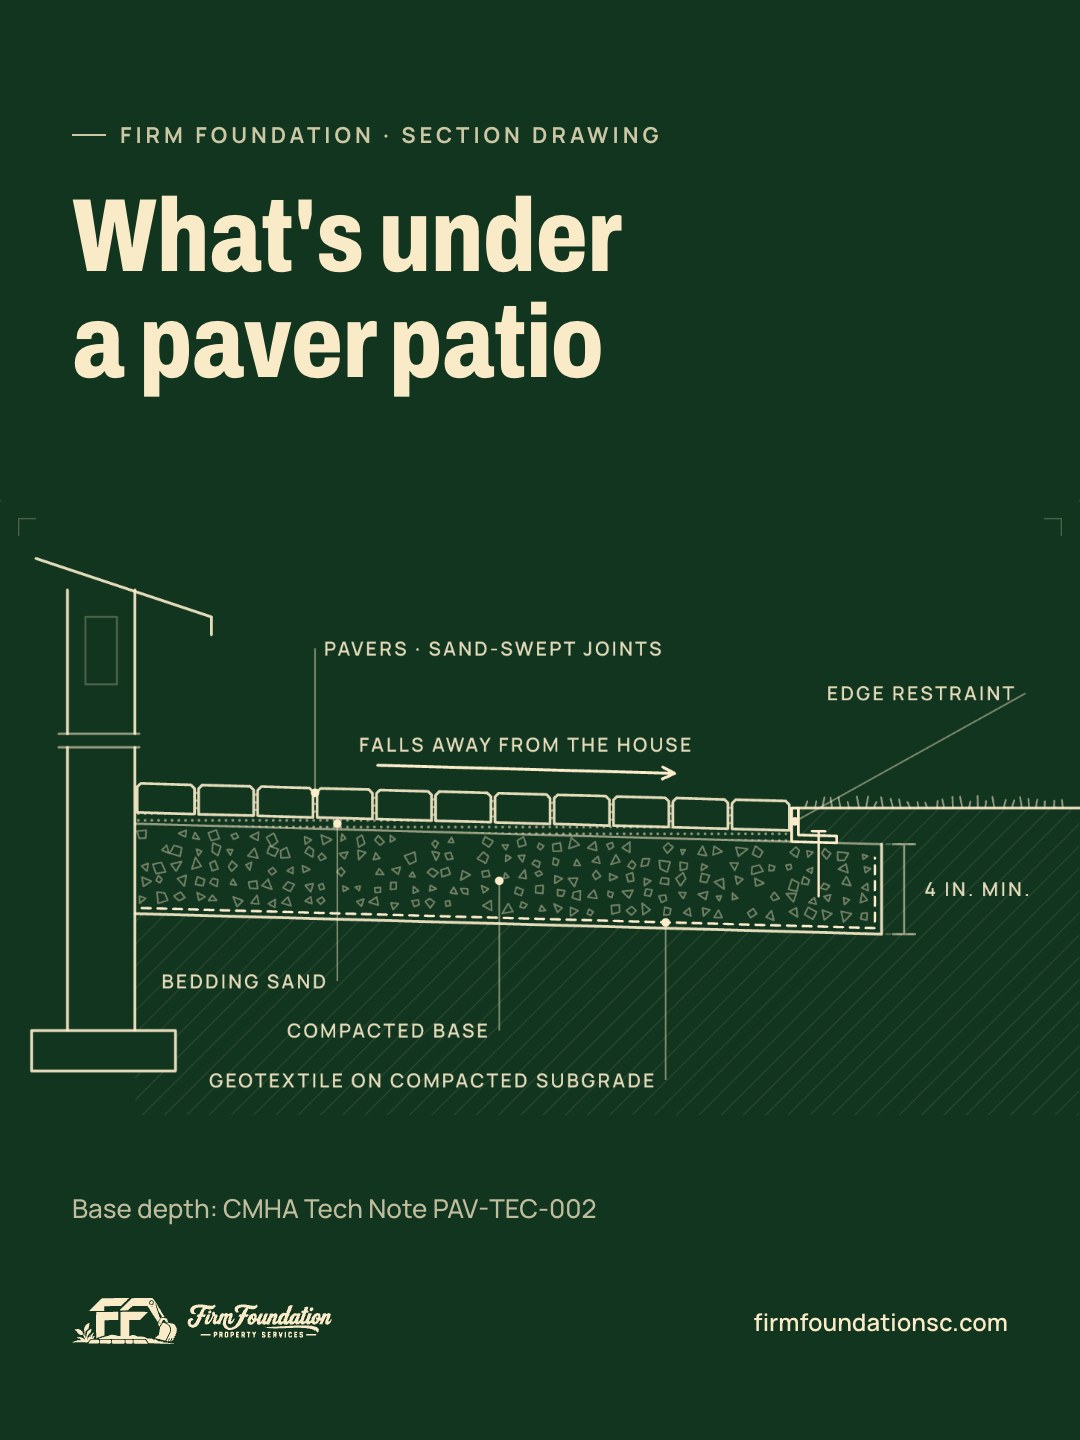 FIRM FOUNDATION · SECTION DRAWING
What's under
a paver patio
PAVERS · SAND-SWEPT JOINTS
EDGE RESTRAINT
FALLS AWAY FROM THE HOUSE
4 IN. MIN.
BEDDING SAND
COMPACTED BASE
GEOTEXTILE ON COMPACTED SUBGRADE
Base depth: CMHA Tech Note PAV-TEC-002
FF
Firm Foundation
PROPERTY SERVICES
firmfoundationsc.com